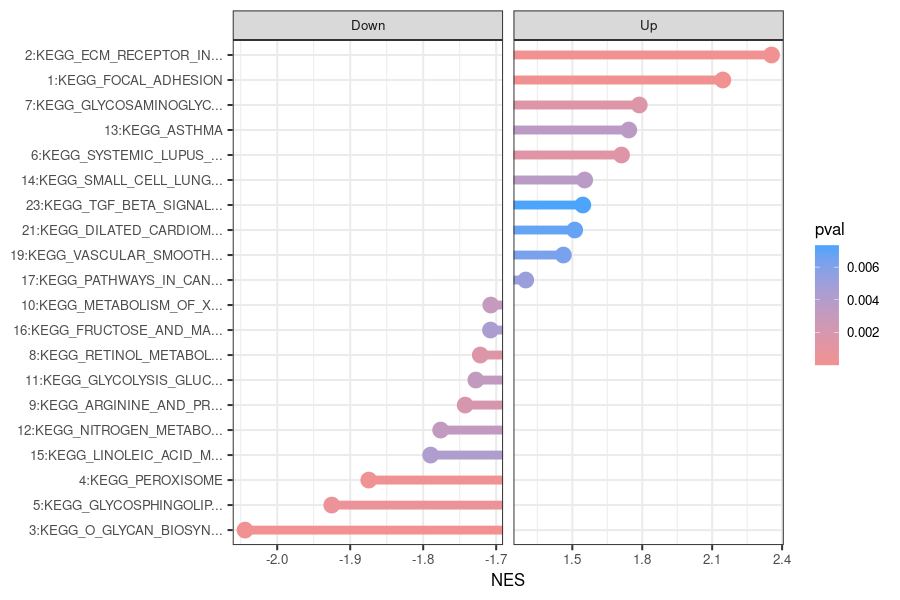 Down
Up
2:KEGG_ECM_RECEPTOR_IN...
1:KEGG_FOCAL_ADHESION
7:KEGG_GLYCOSAMINOGLYC...
13:KEGG_ASTHMA
6:KEGG_SYSTEMIC_LUPUS_...
14:KEGG_SMALL_CELL_LUNG...
23:KEGG_TGF_BETA_SIGNAL...
21:KEGG_DILATED_CARDIOM...
19:KEGG_VASCULAR_SMOOTH...
17:KEGG_PATHWAYS_IN_CAN...
10:KEGG_METABOLISM_OF_X...
16:KEGG_FRUCTOSE_AND_MA...
8:KEGG_RETINOL_METABOL...
11:KEGG_GLYCOLYSIS_GLUC...
9:KEGG_ARGININE_AND_PR...
12:KEGG_NITROGEN_METABO...
15:KEGG_LINOLEIC_ACID_M...
4:KEGG_PEROXISOME
5:KEGG_GLYCOSPHINGOLIP...
3:KEGG_O_GLYCAN_BIOSYN...
-2.0 -1.9 -1.8 -1.7 1.5 1.8 2.1 2.4
NES
pval
0.006
0.004
0.002